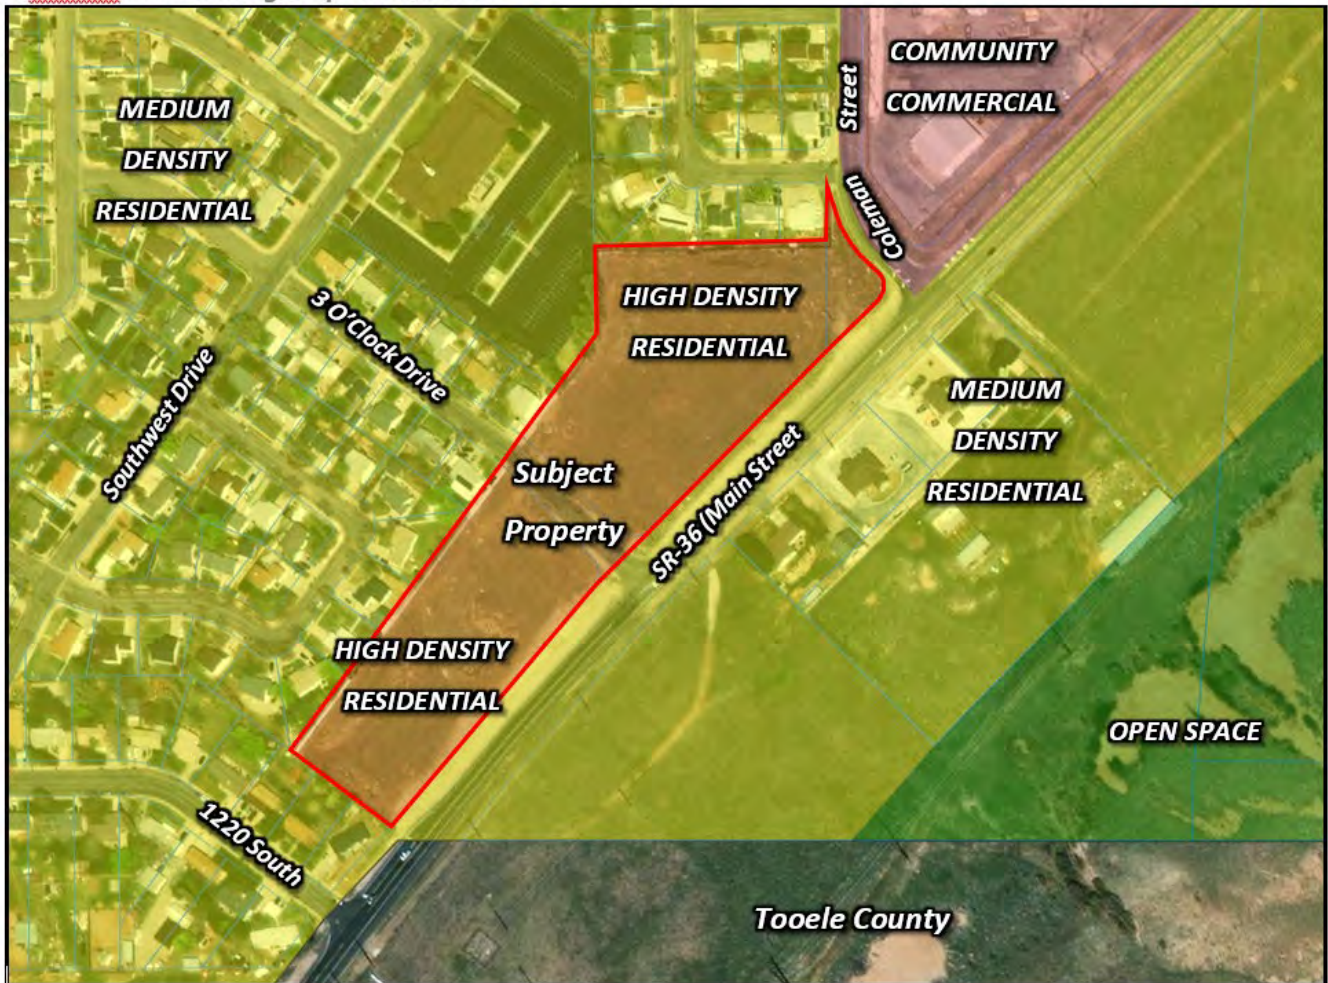 COMMUNITY
COMMERCIAL
Street
MEDIUM
DENSITY
RESIDENTIAL
Coleman
HIGH DENSITY
RESIDENTIAL
3 O'Clock Drive
Southwest Drive
MEDIUM
DENSITY
RESIDENTIAL
Subject
Property
SR-36 (Main Street
HIGH DENSITY
RESIDENTIAL
OPEN SPACE
1220 South
Tooele County